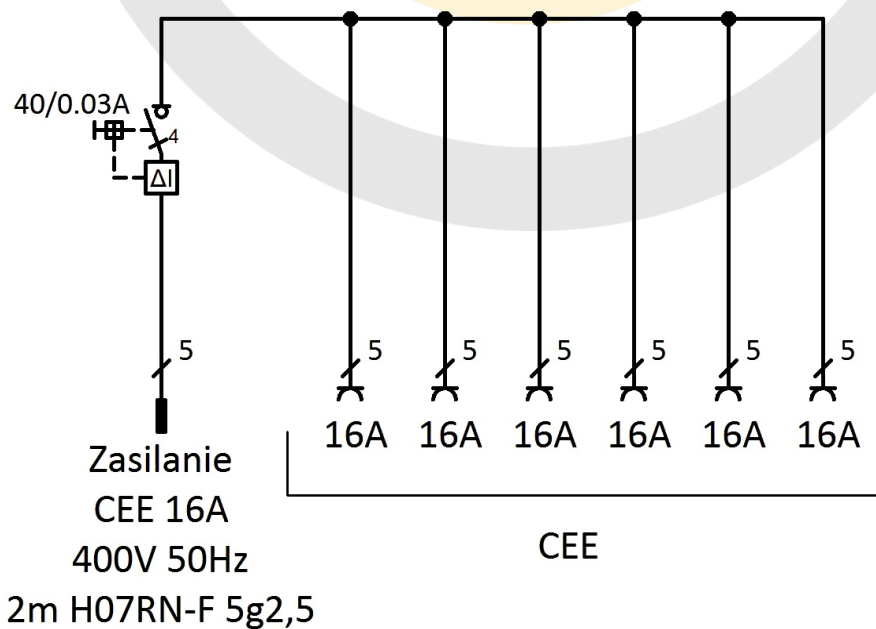 40/0.03A
4
ΔI
5
5 5 5 5 5 5
16A 16A 16A 16A 16A 16A
Zasilanie
CEE 16A
400V 50Hz
2m H07RN-F 5g2,5
CEE